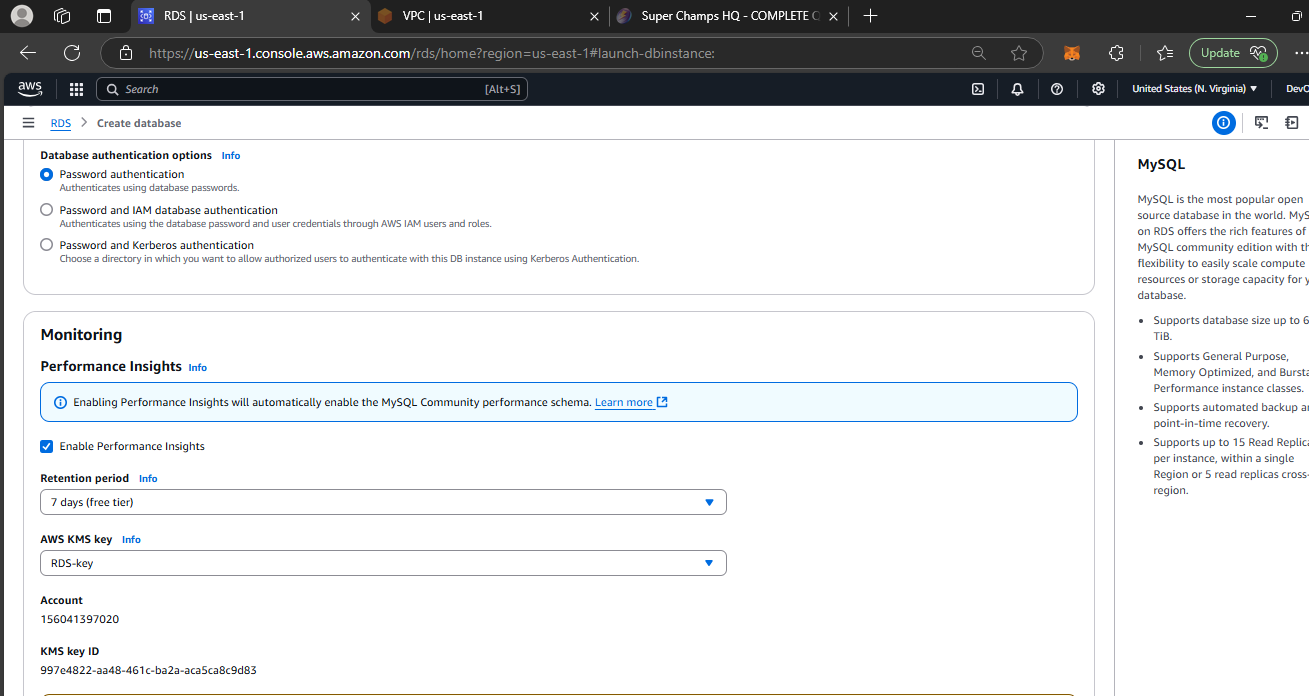 RDS | us-east-1
VPC | us-east-1
Super Champs HQ - COMPLETE Q
https://us-east-1.console.aws.amazon.com/rds/home?region=us-east-1#launch-dbinstance:
Update
aws
Search
[Alt+S]
United States (N. Virginia)
DevO
RDS
Create database
Database authentication options Info
Password authentication
Authenticates using database passwords.
Password and IAM database authentication
Authenticates using the database password and user credentials through AWS IAM users and roles.
Password and Kerberos authentication
Choose a directory in which you want to allow authorized users to authenticate with this DB instance using Kerberos Authentication.
Monitoring
Performance Insights Info
Enabling Performance Insights will automatically enable the MySQL Community performance schema. Learn more
Enable Performance Insights
Retention period Info
7 days (free tier)
AWS KMS key Info
RDS-key
Account
156041397020
KMS key ID
997e4822-aa48-461c-ba2a-aca5ca8c9d83
MySQL
MySQL is the most popular open
source database in the world. MyS
on RDS offers the rich features of
MySQL community edition with th
flexibility to easily scale compute
resources or storage capacity for y
database.
Supports database size up to 6
TiB.
Supports General Purpose,
Memory Optimized, and Bursta
Performance instance classes.
Supports automated backup a
point-in-time recovery.
Supports up to 15 Read Replica
per instance, within a single
Region or 5 read replicas cross-
region.